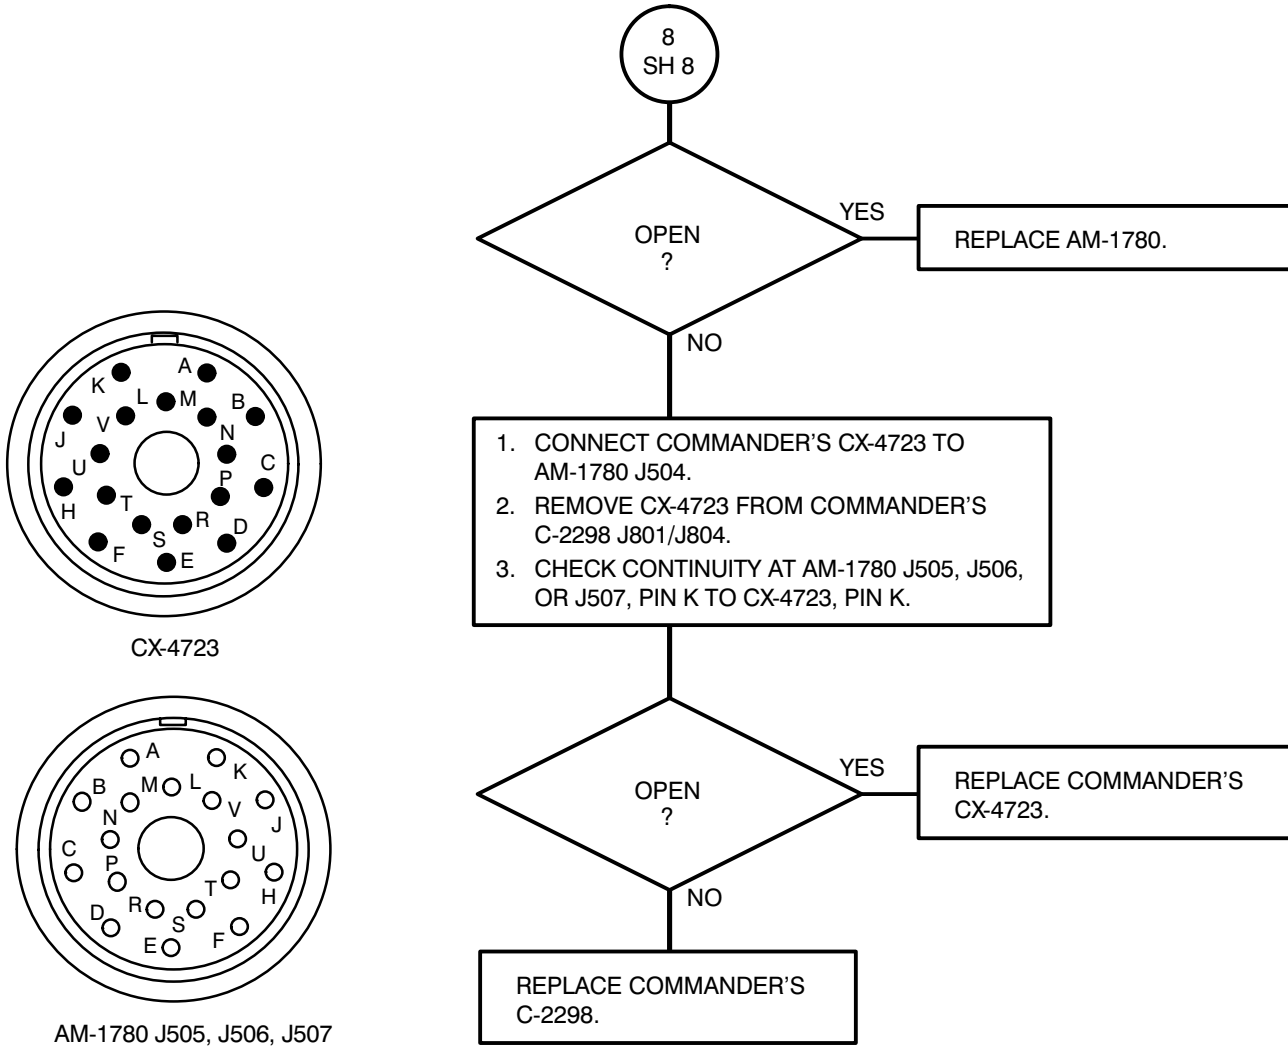 8
SH 8
OPEN
?
YES
REPLACE AM-1780.
NO
1. CONNECT COMMANDER'S CX-4723 TO
AM-1780 J504.
2. REMOVE CX-4723 FROM COMMANDER'S
C-2298 J801/J804.
3. CHECK CONTINUITY AT AM-1780 J505, J506,
OR J507, PIN K TO CX-4723, PIN K.
OPEN
?
YES
REPLACE COMMANDER'S
CX-4723.
NO
REPLACE COMMANDER'S
C-2298.
A
K
L
M
B
V
J
N
U
C
P
H
T
R
D
S
F
E
CX-4723
A
K
M
L
B
V
N
J
C
U
P
T
H
D
R
S
F
E
AM-1780 J505, J506, J507